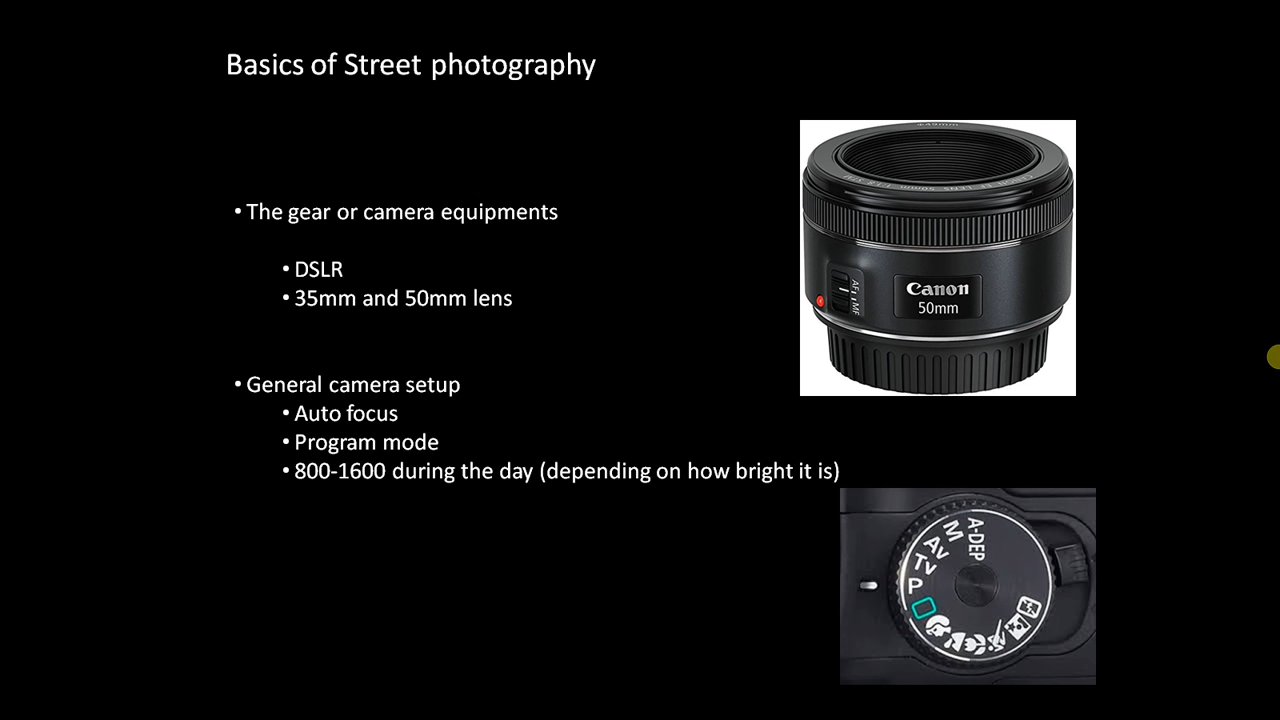 Basics of Street photography
• The gear or camera equipments
• DSLR
• 35mm and 50mm lens
• General camera setup
• Auto focus
• Program mode
• 800-1600 during the day (depending on how bright it is)
AF MF
Canon
50mm
A-DEP
M
Av
Tv
P